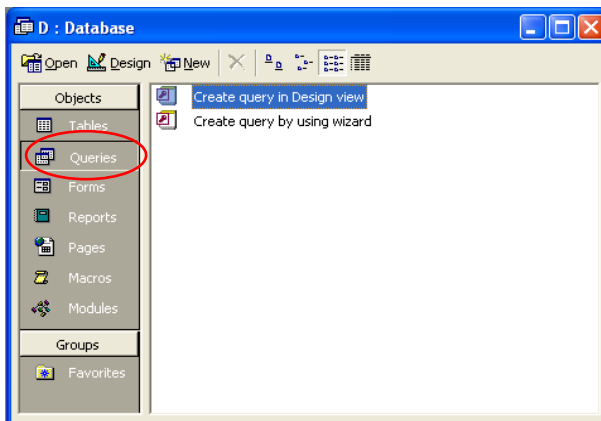 D : Database
Open Design New
Objects
Tables
Queries
Forms
Reports
Pages
Macros
Modules
Groups
Favorites
Create query in Design view
Create query by using wizard